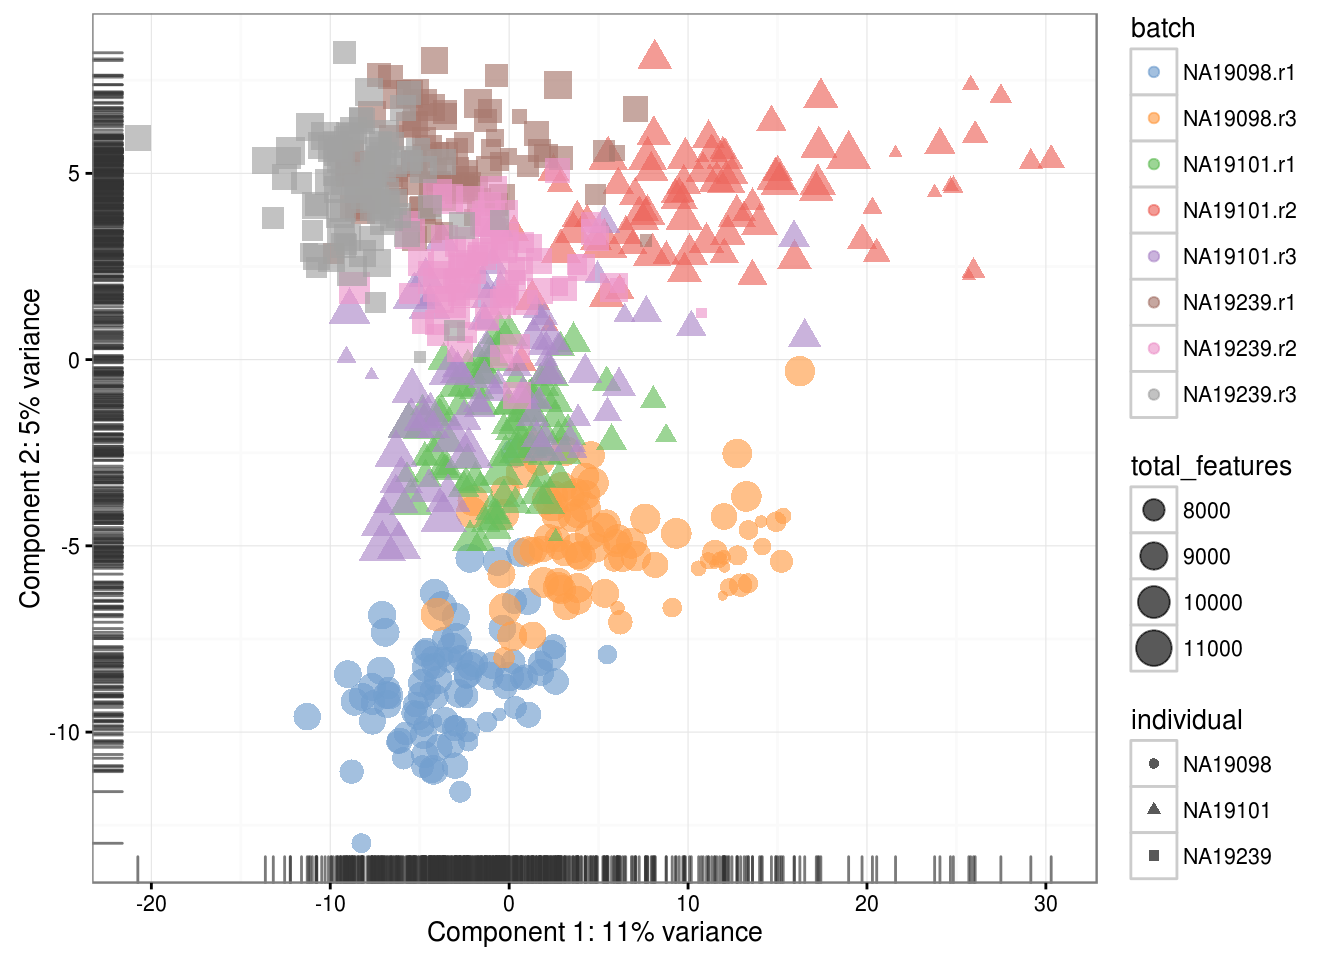 batch
NA19098.r1
NA19098.r3
NA19101.r1
NA19101.r2
NA19101.r3
NA19239.r1
NA19239.r2
NA19239.r3
total_features
8000
9000
10000
11000
individual
NA19098
NA19101
NA19239
Component 2: 5% variance
5
0
-5
-10
-20
-10
0
10
20
30
Component 1: 11% variance